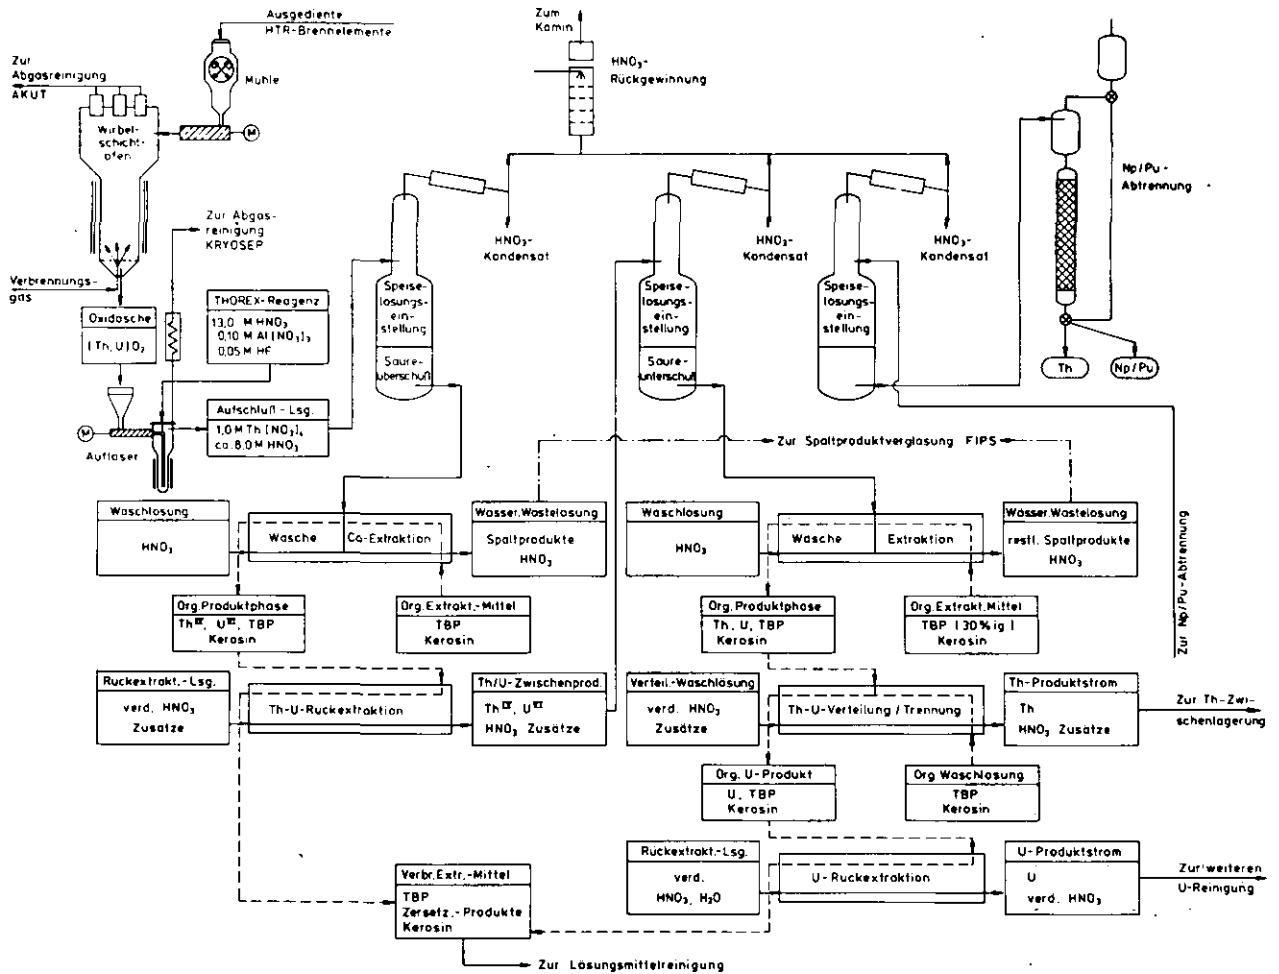 Ausgediente
HTR-Brennelemente
Zum
Kamin
HNO₃-
Rückgewinnung
Zur
Abgasreinigung
AKUT
Mühle
Wirbel-
schicht-
ofen
M
Zur Abgas-
reinigung
KRYOSEP
Verbrennungs-
gas
Oxidasche
(Th, U)O₂
THOREX-Reagenz
13,0 M HNO₃
0,10 M Al(NO₃)₃
0,05 M HF
Aufschluß-Lsg.
1,0 M Th(NO₃)₄
ca. 8,0 M HNO₃
M
Auflöser
Speise-
lösungs-
ein-
stellung
Säure-
überschuß
HNO₃-
Kondensat
Speise-
lösungs-
ein-
stellung
Säure-
unterschuß
HNO₃-
Kondensat
Speise-
lösungs-
ein-
stellung
HNO₃-
Kondensat
Np/Pu-
Abtrennung
Th
Np/Pu
Zur Spaltproduktverglasung FIPS
Zur Np/Pu-Abtrennung
Waschlösung
HNO₃
Wäsche
Co-Extraktion
Wässer. Wastelösung
Spaltprodukte
HNO₃
Waschlösung
HNO₃
Wäsche
Extraktion
Wässer. Wastelösung
restl. Spaltprodukte
HNO₃
Org. Produktphase
Th^IV, U^VI, TBP
Kerosin
Org. Extrakt.-Mittel
TBP
Kerosin
Org. Produktphase
Th, U, TBP
Kerosin
Org. Extrakt. Mittel
TBP (30%ig)
Kerosin
Rückextrakt.-Lsg.
verd. HNO₃
Zusätze
Th-U-Rückextraktion
Th/U-Zwischenprod.
Th^IV, U^VI
HNO₃ Zusätze
Verteil.-Waschlösung
verd. HNO₃
Zusätze
Th-U-Verteilung / Trennung
Th-Produktstrom
Th
HNO₃ Zusätze
Zur Th-Zwi-
schenlagerung
Org. U-Produkt
U, TBP
Kerosin
Org Waschlösung
TBP
Kerosin
Rückextrakt.-Lsg.
verd.
HNO₃, H₂O
U-Rückextraktion
U-Produktstrom
U
verd. HNO₃
Zur weiteren
U-Reinigung
Verbr. Extr.-Mittel
TBP
Zersetz.-Produkte
Kerosin
Zur Lösungsmittelreinigung